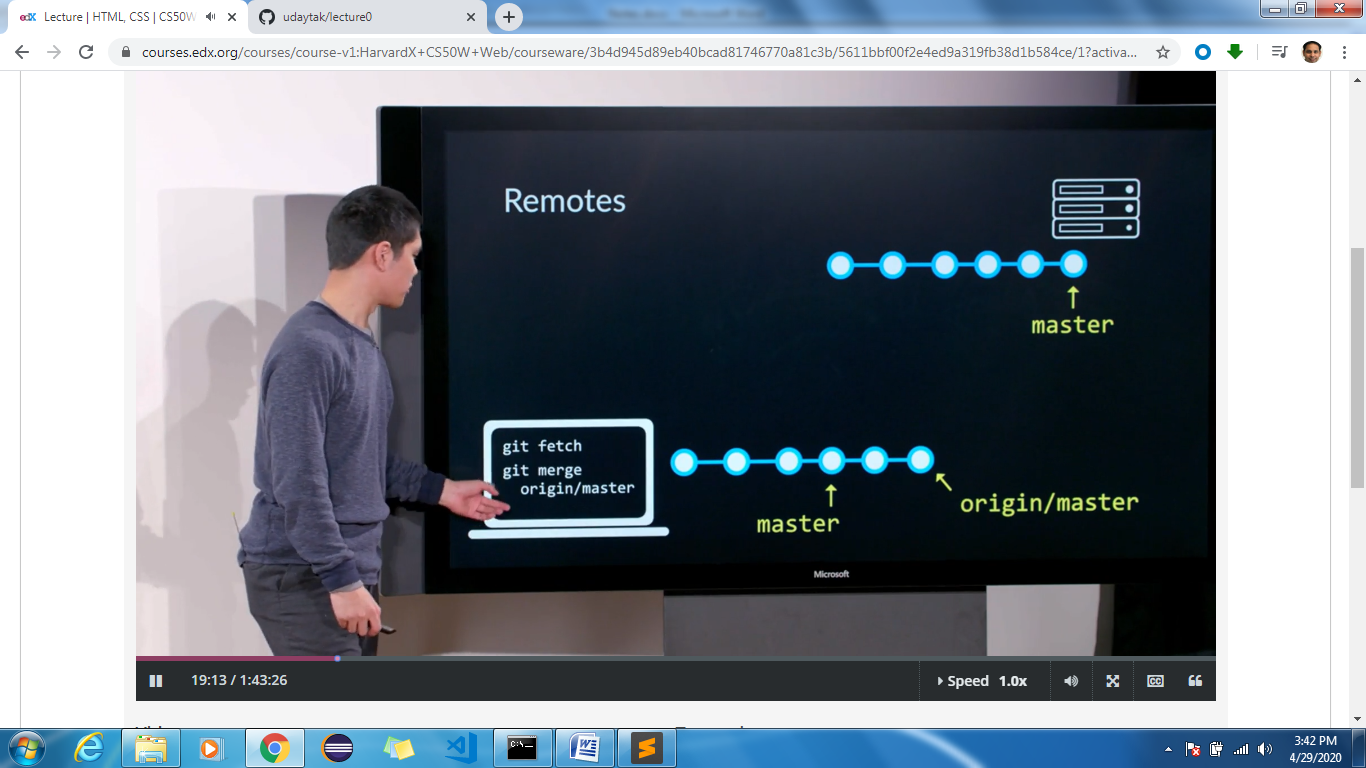 Lecture | HTML, CSS | CS50W
udaytak/lecture0
courses.edx.org/courses/course-v1:HarvardX+CS50W+Web/courseware/3b4d945d89eb40bcad81746770a81c3b/5611bbf00f2e4ed9a319fb38d1b584ce/1?activa...
Remotes
master
git fetch
git merge
origin/master
master
origin/master
Microsoft
19:13 / 1:43:26
Speed 1.0x
CC
3:42 PM
4/29/2020